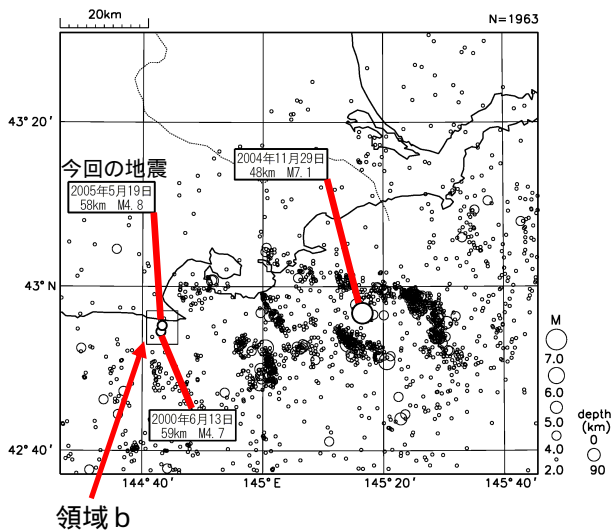 20km
N=1963
43°20′
2004年11月29日
48km M7.1
今回の地震
2005年5月19日
58km M4.8
43°N
M
7.0
6.0
5.0
4.0
2.0
depth
(km)
0
90
2000年6月13日
59km M4.7
42°40′
144°40′
145°E
145°20′
145°40′
領域b